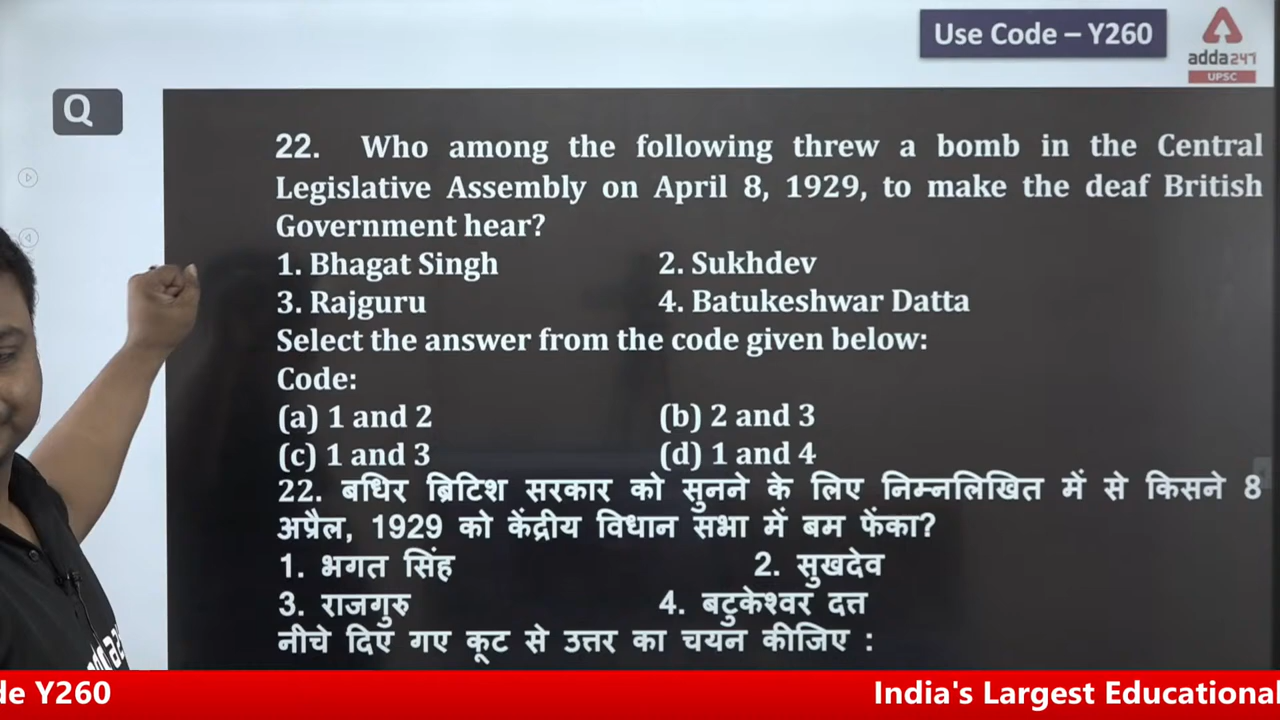 Use Code – Y260
adda247
UPSC
Q
22. Who among the following threw a bomb in the Central
Legislative Assembly on April 8, 1929, to make the deaf British
Government hear?
1. Bhagat Singh 2. Sukhdev
3. Rajguru 4. Batukeshwar Datta
Select the answer from the code given below:
Code:
(a) 1 and 2 (b) 2 and 3
(c) 1 and 3 (d) 1 and 4
22. बधिर ब्रिटिश सरकार को सुनने के लिए निम्नलिखित में से किसने 8
अप्रैल, 1929 को केंद्रीय विधान सभा में बम फेंका?
1. भगत सिंह 2. सुखदेव
3. राजगुरु 4. बटुकेश्वर दत्त
नीचे दिए गए कूट से उत्तर का चयन कीजिए :
de Y260 India's Largest Educational